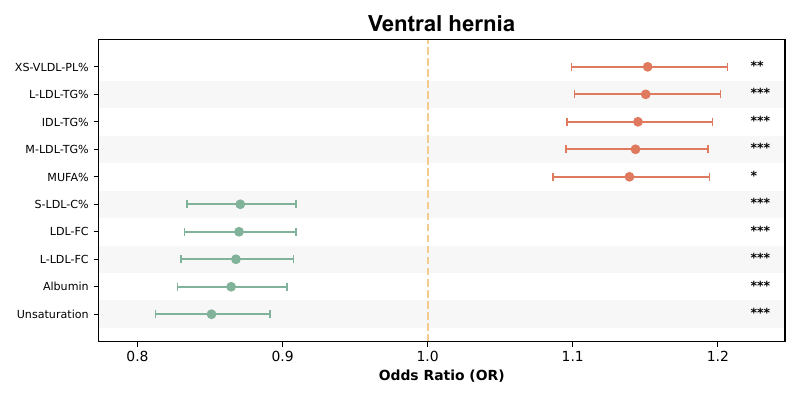 Ventral hernia
XS-VLDL-PL% **
L-LDL-TG% ***
IDL-TG% ***
M-LDL-TG% ***
MUFA% *
S-LDL-C% ***
LDL-FC ***
L-LDL-FC ***
Albumin ***
Unsaturation ***
0.8 0.9 1.0 1.1 1.2
Odds Ratio (OR)